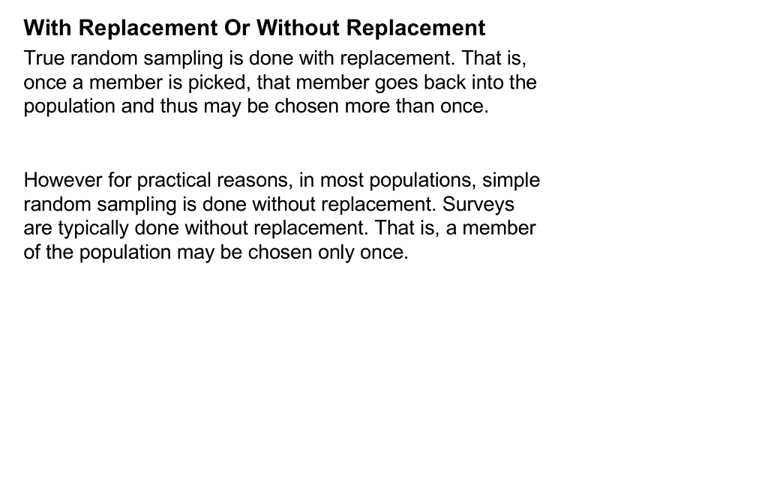 With Replacement Or Without Replacement
True random sampling is done with replacement. That is,
once a member is picked, that member goes back into the
population and thus may be chosen more than once.
However for practical reasons, in most populations, simple
random sampling is done without replacement. Surveys
are typically done without replacement. That is, a member
of the population may be chosen only once.